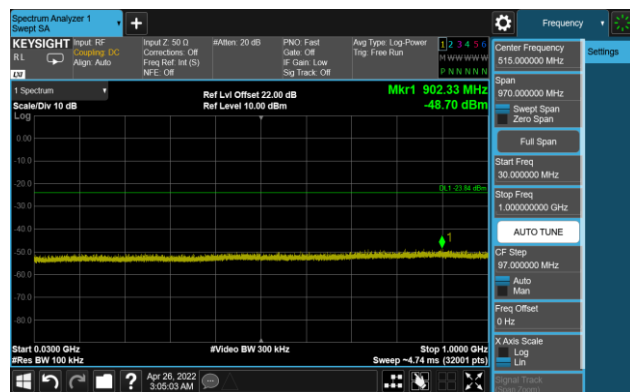 Spectrum Analyzer 1
Swept SA
Frequency
KEYSIGHT
RL
LXI
Input: RF
Coupling: DC
Align: Auto
Input Z: 50 Ω
Corrections: Off
Freq Ref: Int (S)
NFE: Off
#Atten: 20 dB
PNO: Fast
Gate: Off
IF Gain: Low
Sig Track: Off
Avg Type: Log-Power
Trig: Free Run
1 2 3 4 5 6
M W W W W W
P N N N N N
Settings
1 Spectrum
Scale/Div 10 dB
Log
Ref Lvl Offset 22.00 dB
Ref Level 10.00 dBm
Mkr1 902.33 MHz
-48.70 dBm
0.00
-10.0
-20.0
DL1 -23.94 dBm
-30.0
-40.0
1
-50.0
-60.0
-70.0
-80.0
Start 0.0300 GHz
#Res BW 100 kHz
#Video BW 300 kHz
Stop 1.0000 GHz
Sweep ~4.74 ms (32001 pts)
Center Frequency
515.000000 MHz
Span
970.000000 MHz
Swept Span
Zero Span
Full Span
Start Freq
30.000000 MHz
Stop Freq
1.000000000 GHz
AUTO TUNE
CF Step
97.000000 MHz
Auto
Man
Freq Offset
0 Hz
X Axis Scale
Log
Lin
Signal Track
(Span Zoom)
?
Apr 26, 2022
3:05:03 AM